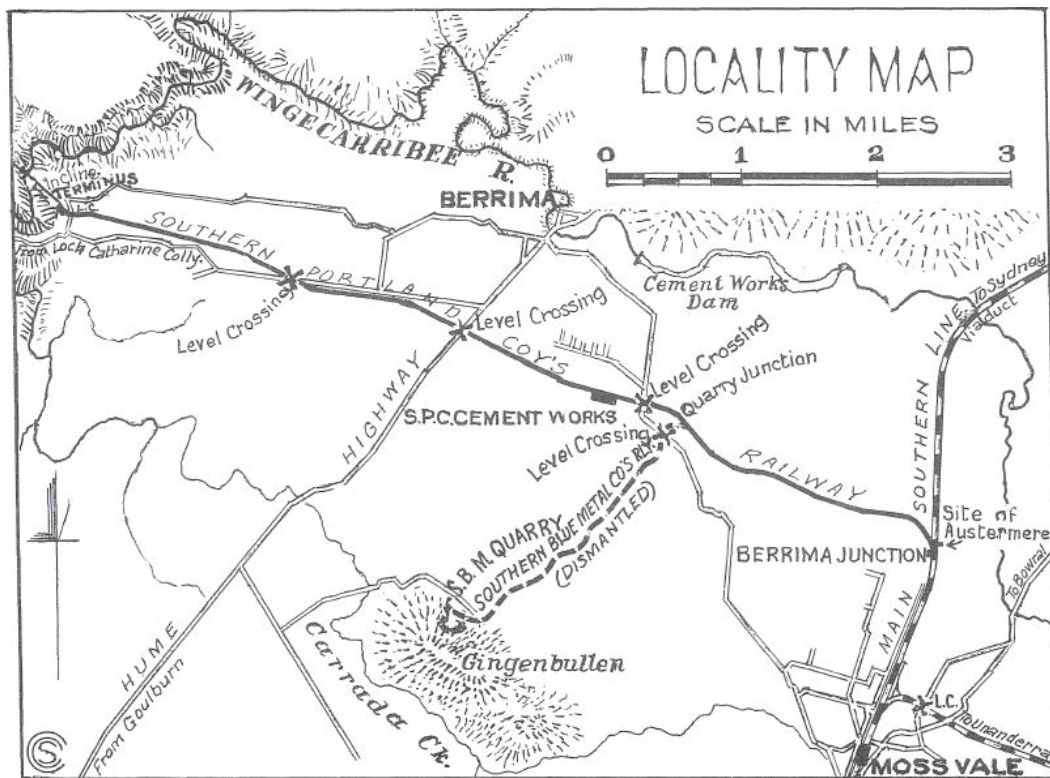 LOCALITY MAP
SCALE IN MILES
0 1 2 3
WINGECARRIBEE R.
BERRIMA
Incline
TERMINUS
L.C.
From Loch Catharine Colly.
SOUTHERN PORTLAND COY'S RAILWAY
Level Crossing
Level Crossing
Cement Works
Dam
Level Crossing
Quarry Junction
S.P.C. CEMENT WORKS
Level Crossing
To Sydney
Viaduct
MAIN SOUTHERN LINE
Site of
Austermere
BERRIMA JUNCTION
To Bowral
S.B.M. QUARRY
SOUTHERN BLUE METAL CO'S RLY.
(DISMANTLED)
Gingenbullen
Carrada Ck.
HUME HIGHWAY
From Goulburn
L.C.
To Unanderra
MOSS VALE